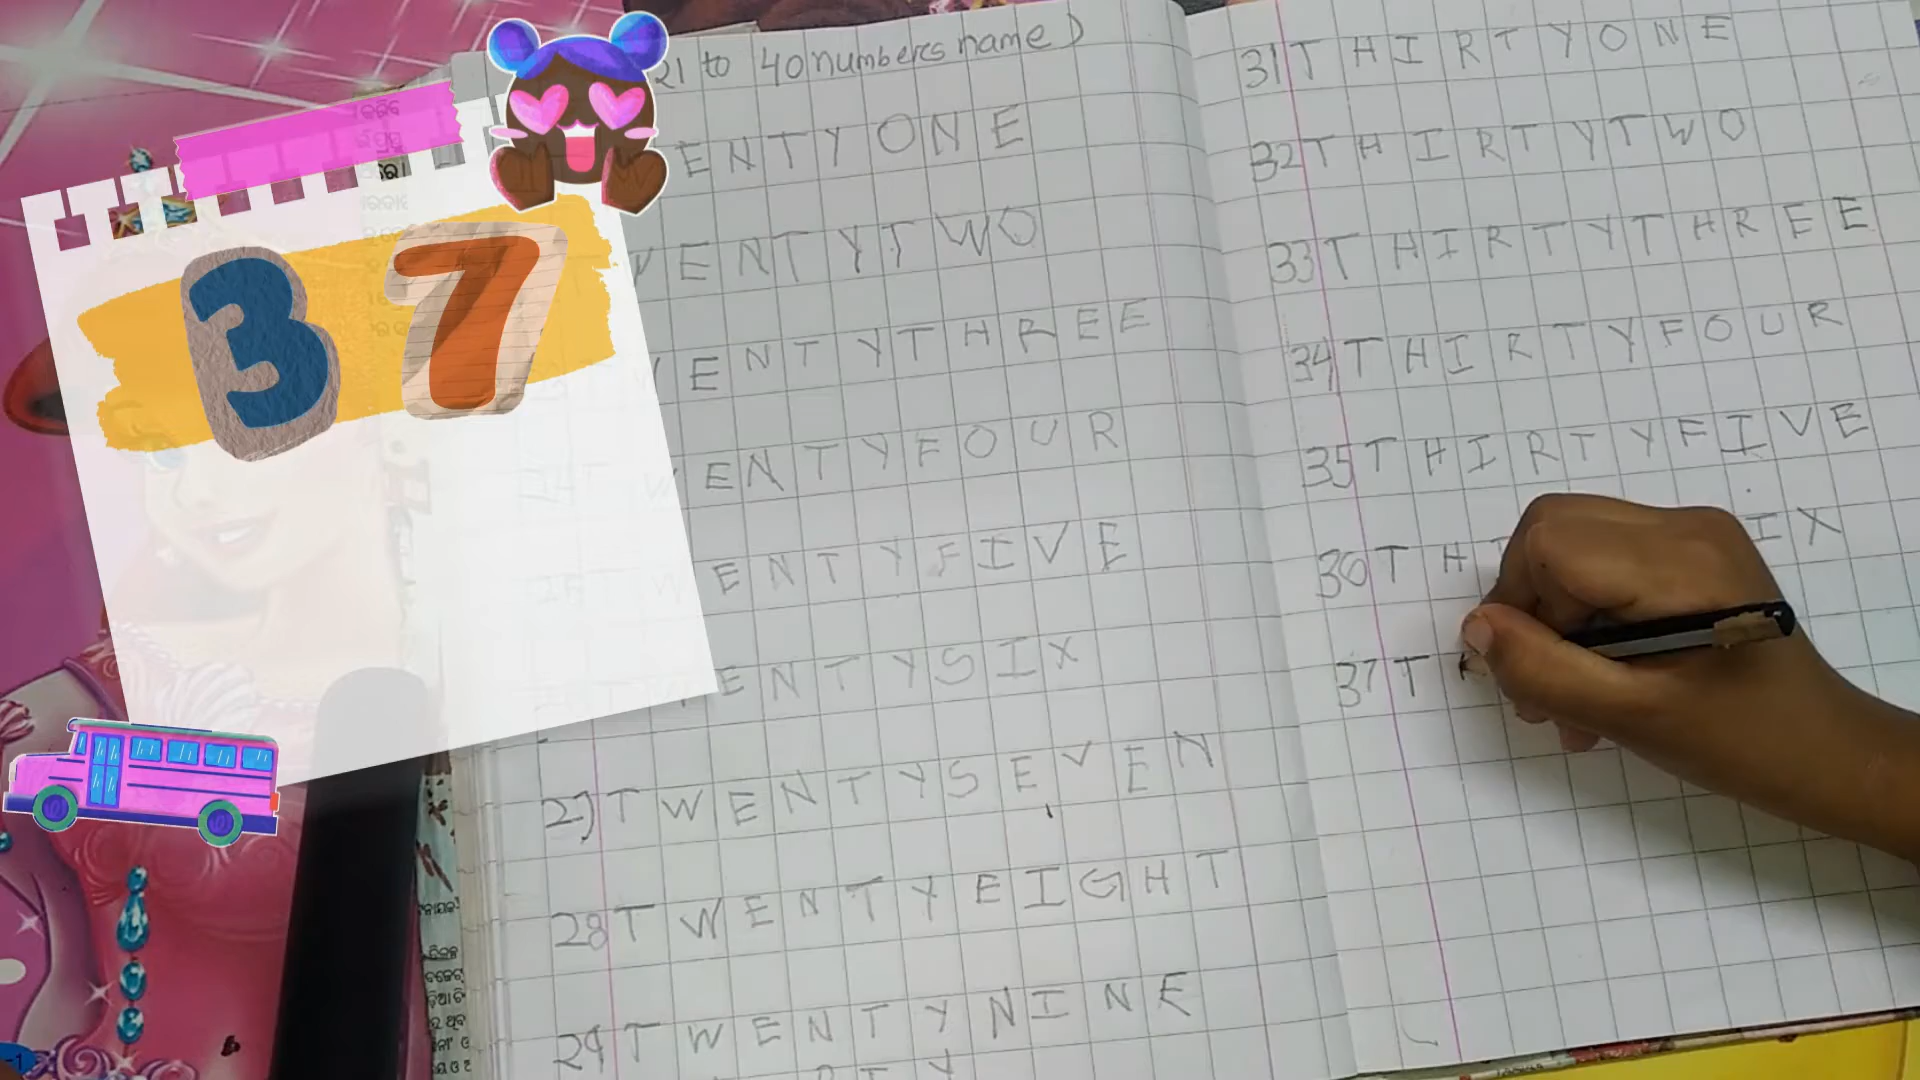 37
21 to 40 numbers name)
ENTYONE
WENTYTWO
ENTYTHREE
ENTYFOUR
ENTYFIVE
ENTYSIX
27 TWENTYSEVEN
28 TWENTYEIGHT
29 TWENTYNINE
31 THIRTYONE
32 THIRTYTWO
33 THIRTYTHREE
34 THIRTYFOUR
35 THIRTYFIVE
36 TH IX
37 T